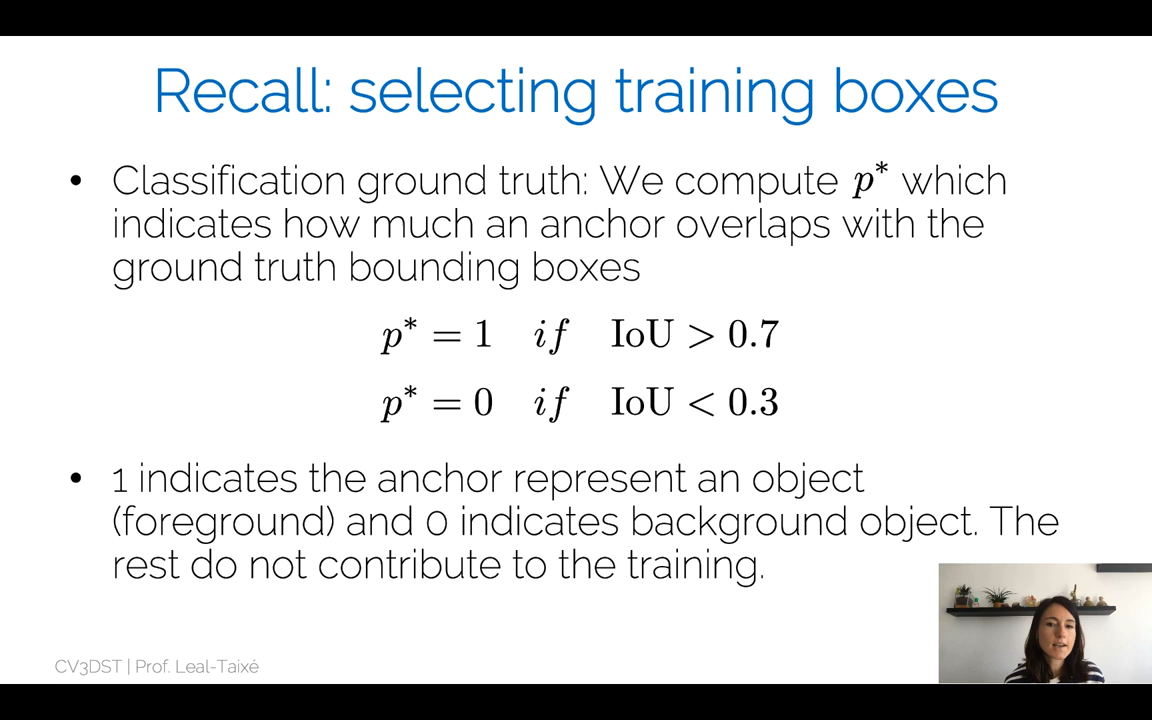 Recall: selecting training boxes
• Classification ground truth: We compute p* which
indicates how much an anchor overlaps with the
ground truth bounding boxes
p* = 1 if IoU > 0.7
p* = 0 if IoU < 0.3
• 1 indicates the anchor represent an object
(foreground) and 0 indicates background object. The
rest do not contribute to the training.
CV3DST | Prof. Leal-Taixé